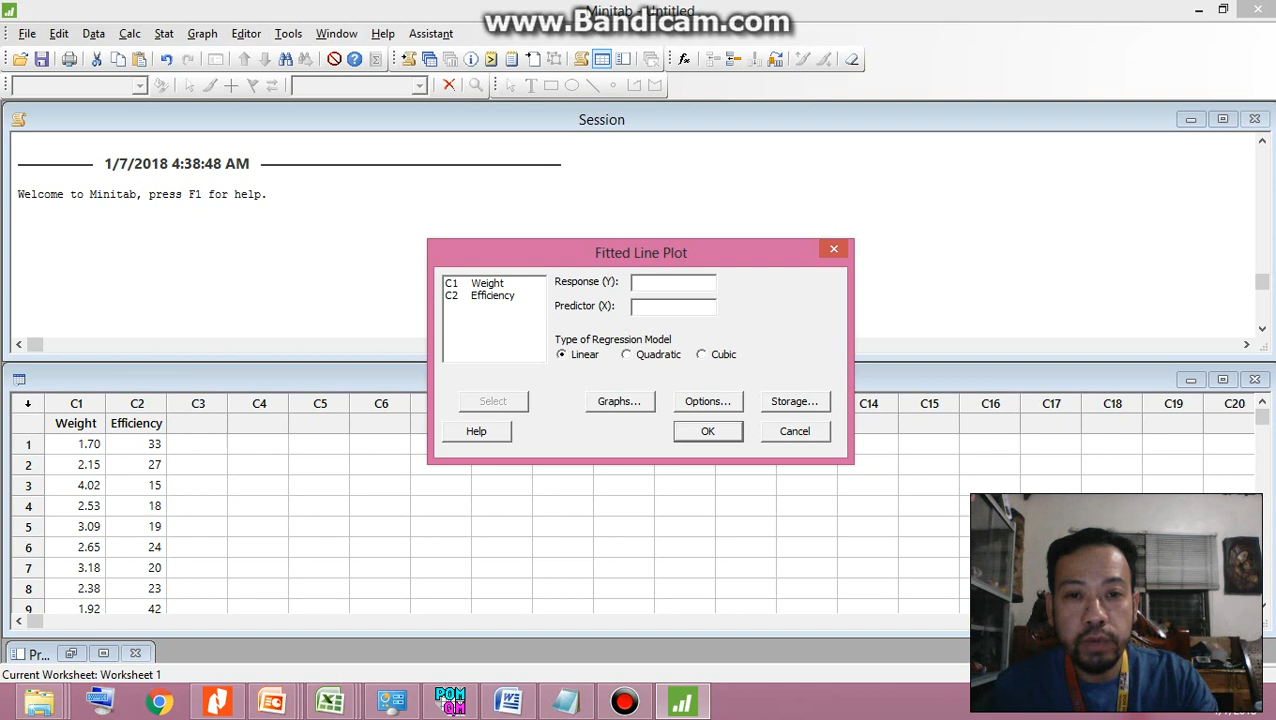 Minitab - Untitled
www.Bandicam.com
File Edit Data Calc Stat Graph Editor Tools Window Help Assistant
Session
1/7/2018 4:38:48 AM
Welcome to Minitab, press F1 for help.
Fitted Line Plot
C1 Weight
C2 Efficiency
Response (Y):
Predictor (X):
Type of Regression Model
Linear Quadratic Cubic
Select Graphs... Options... Storage...
Help OK Cancel
C1 C2 C3 C4 C5 C6 C14 C15 C16 C17 C18 C19 C20
Weight Efficiency
1 1.70 33
2 2.15 27
3 4.02 15
4 2.53 18
5 3.09 19
6 2.65 24
7 3.18 20
8 2.38 23
9 1.92 42
Pr...
Current Worksheet: Worksheet 1
POM
QM